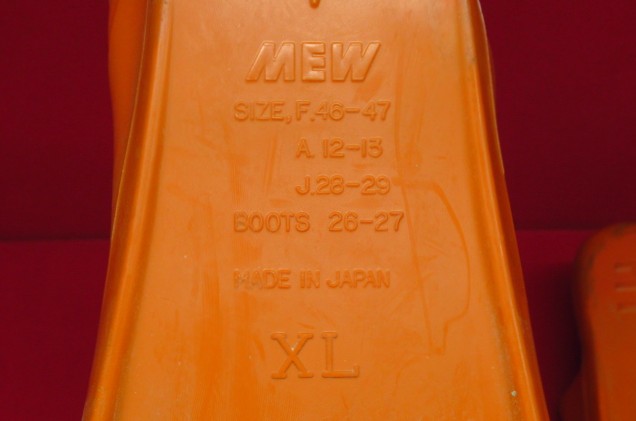 MEW
SIZE, F.46-47
A.12-13
J.28-29
BOOTS 26-27
MADE IN JAPAN
XL